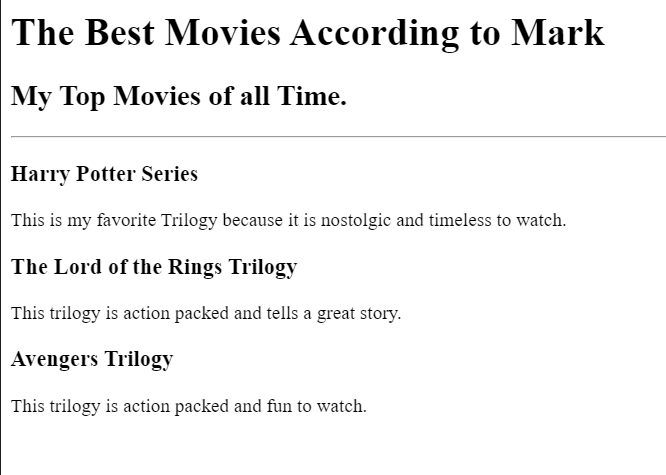 The Best Movies According to Mark
My Top Movies of all Time.
Harry Potter Series
This is my favorite Trilogy because it is nostolgic and timeless to watch.
The Lord of the Rings Trilogy
This trilogy is action packed and tells a great story.
Avengers Trilogy
This trilogy is action packed and fun to watch.